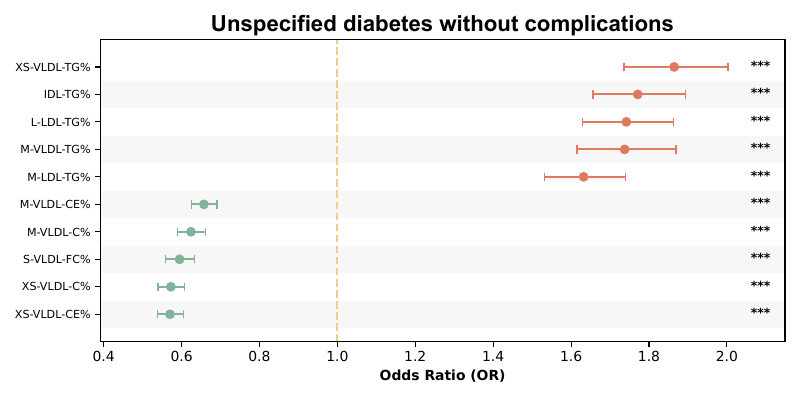 Unspecified diabetes without complications
XS-VLDL-TG% ***
IDL-TG% ***
L-LDL-TG% ***
M-VLDL-TG% ***
M-LDL-TG% ***
M-VLDL-CE% ***
M-VLDL-C% ***
S-VLDL-FC% ***
XS-VLDL-C% ***
XS-VLDL-CE% ***
0.4 0.6 0.8 1.0 1.2 1.4 1.6 1.8 2.0
Odds Ratio (OR)